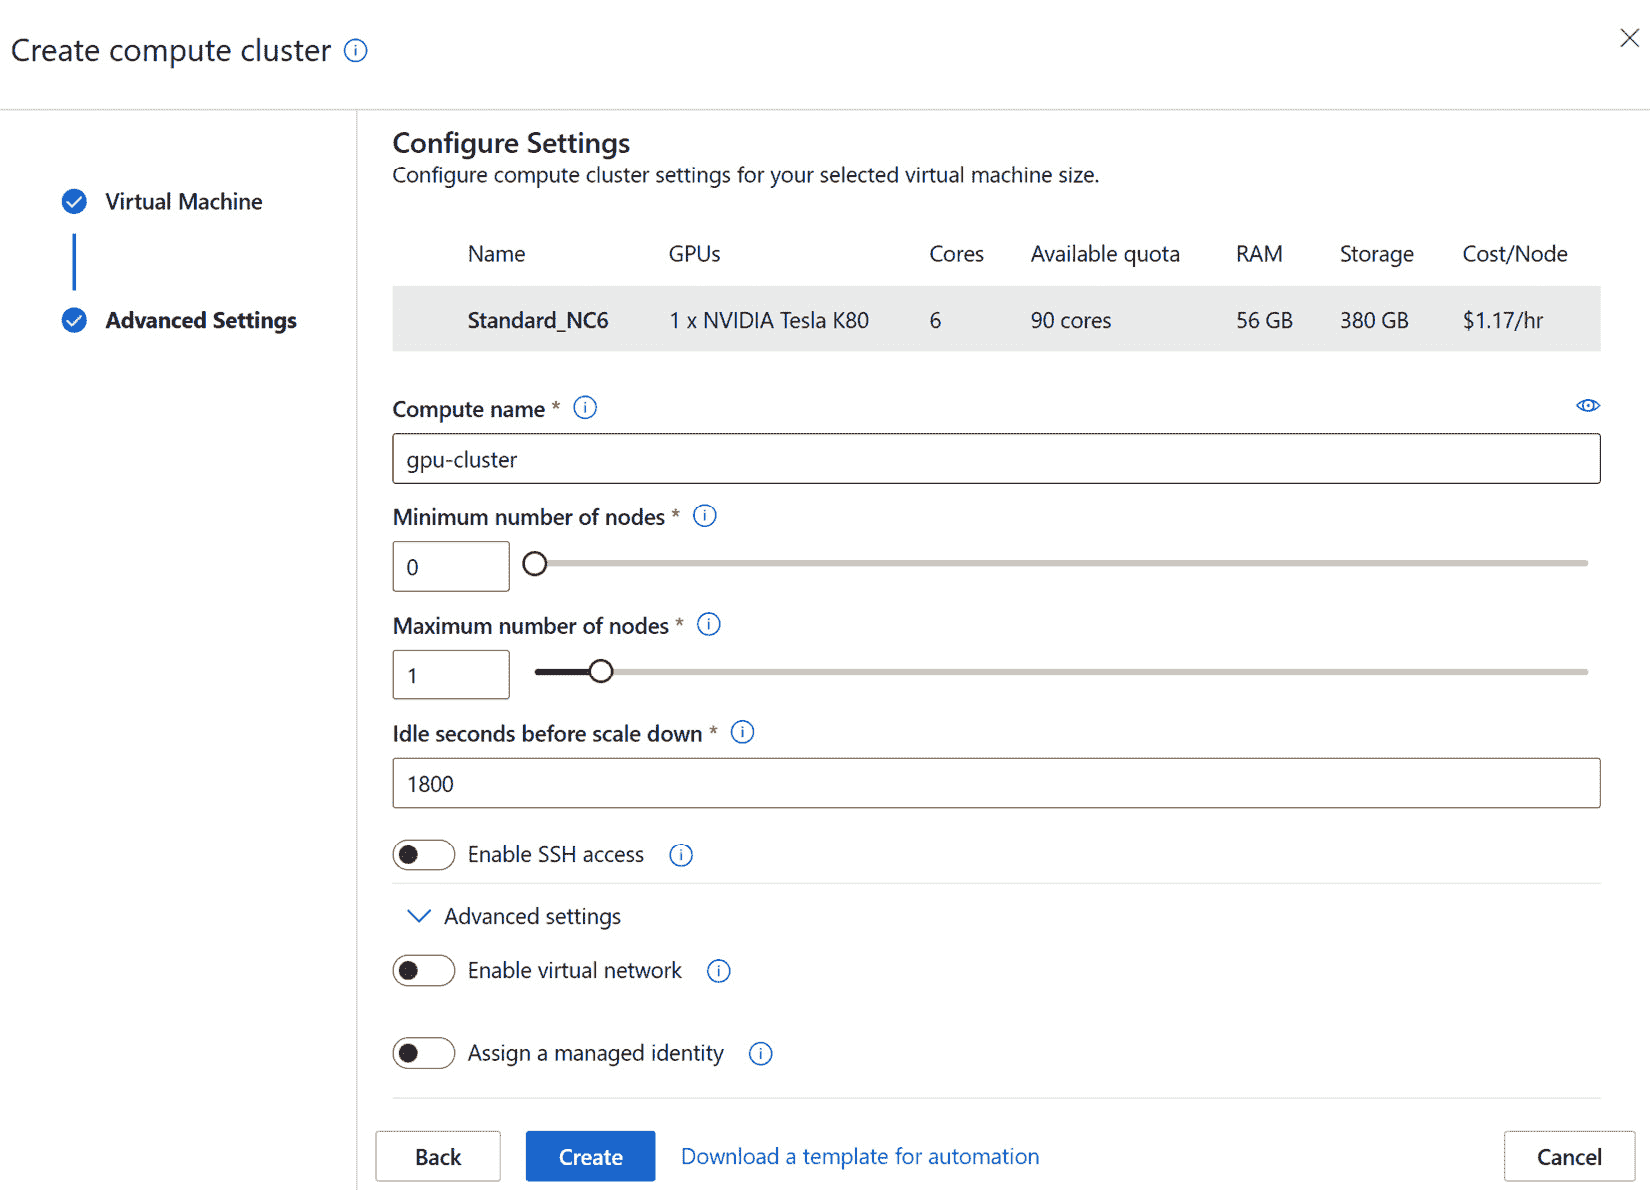 Create compute cluster
Virtual Machine
Advanced Settings
Configure Settings
Configure compute cluster settings for your selected virtual machine size.
Name GPUs Cores Available quota RAM Storage Cost/Node
Standard_NC6 1 x NVIDIA Tesla K80 6 90 cores 56 GB 380 GB $1.17/hr
Compute name *
gpu-cluster
Minimum number of nodes *
0
Maximum number of nodes *
1
Idle seconds before scale down *
1800
Enable SSH access
Advanced settings
Enable virtual network
Assign a managed identity
Back Create Download a template for automation Cancel